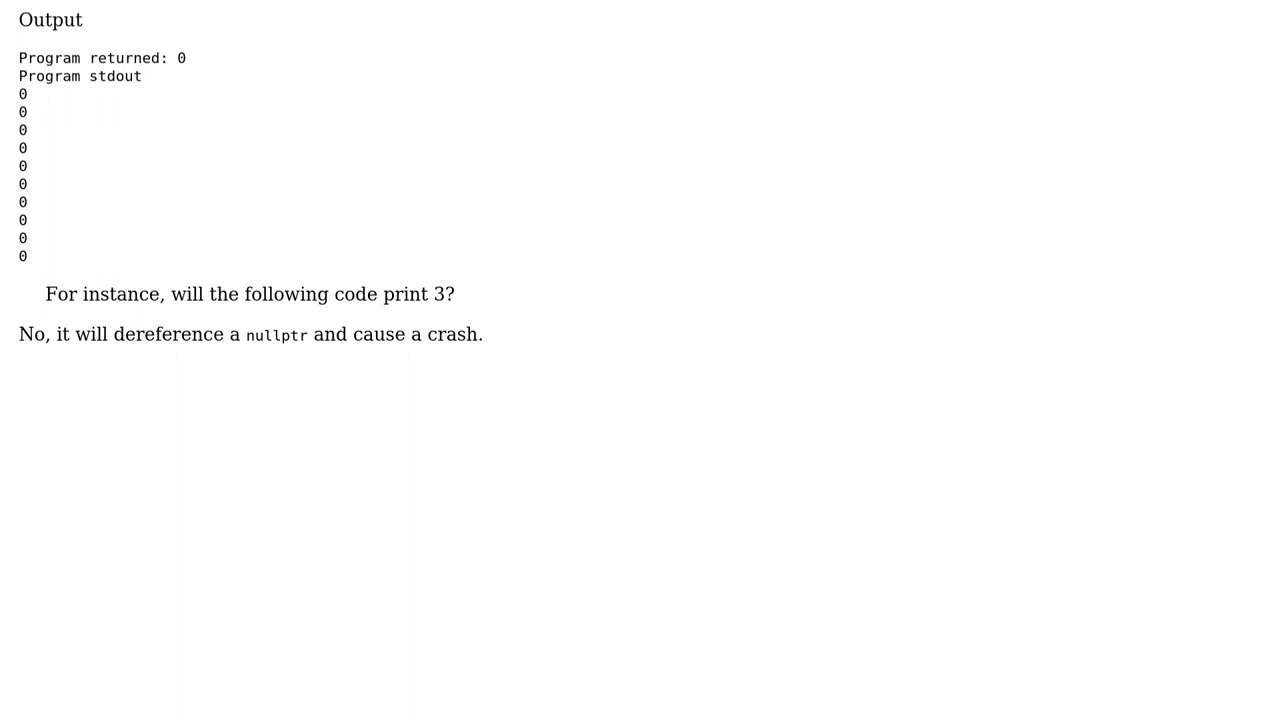 Output
Program returned: 0
Program stdout
0
0
0
0
0
0
0
0
0
0
For instance, will the following code print 3?
No, it will dereference a nullptr and cause a crash.